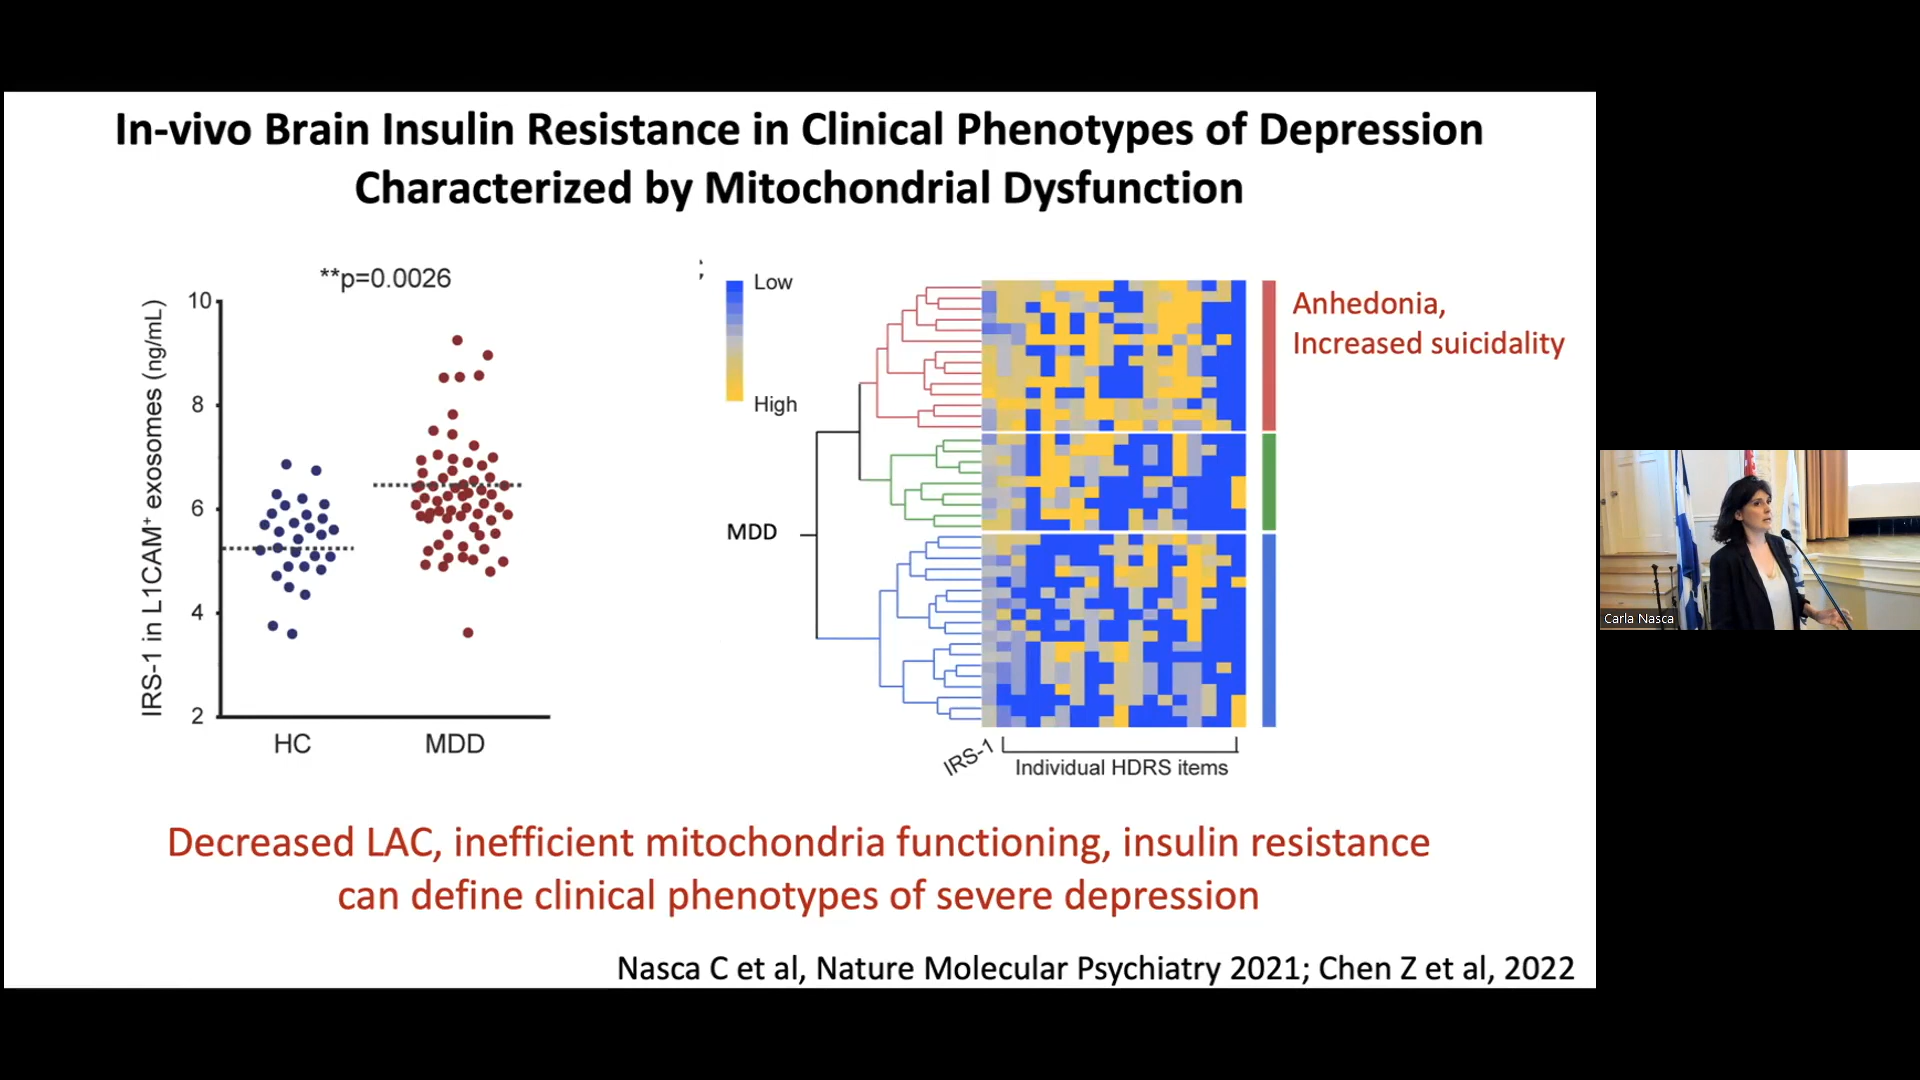 In-vivo Brain Insulin Resistance in Clinical Phenotypes of Depression
Characterized by Mitochondrial Dysfunction
**p=0.0026
IRS-1 in L1CAM⁺ exosomes (ng/mL)
10
8
6
4
2
HC
MDD
Low
High
MDD
IRS-1
Individual HDRS items
Anhedonia,
Increased suicidality
Decreased LAC, inefficient mitochondria functioning, insulin resistance
can define clinical phenotypes of severe depression
Nasca C et al, Nature Molecular Psychiatry 2021; Chen Z et al, 2022
Carla Nasca